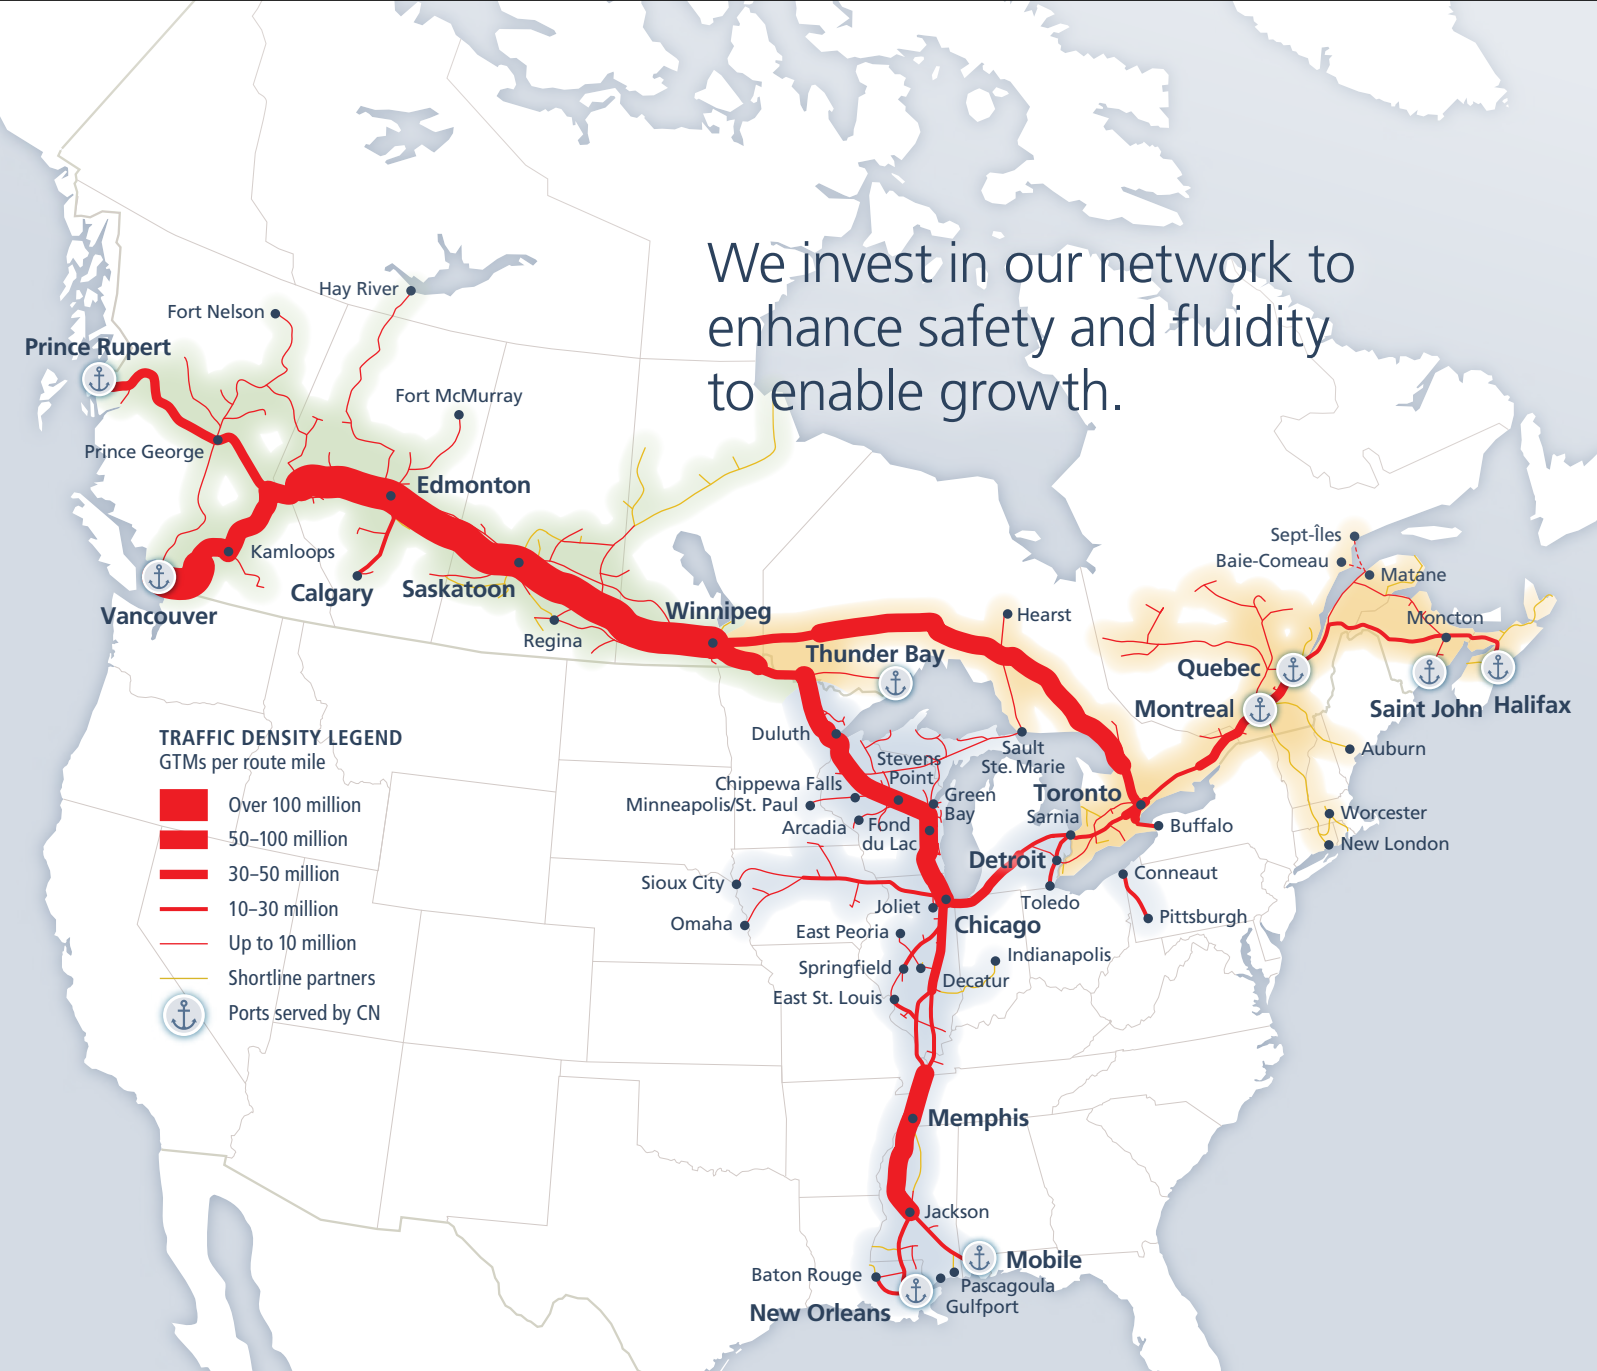 We invest in our network to
enhance safety and fluidity
to enable growth.
Hay River
Fort Nelson
Prince Rupert
Fort McMurray
Prince George
Edmonton
Kamloops
Calgary
Saskatoon
Vancouver
Regina
Winnipeg
Thunder Bay
Hearst
Sept-Îles
Baie-Comeau
Matane
Moncton
Quebec
Montreal
Saint John
Halifax
Auburn
Worcester
New London
Duluth
Sault
Ste. Marie
Stevens
Point
Chippewa Falls
Minneapolis/St. Paul
Green
Bay
Arcadia
Fond
du Lac
Toronto
Sarnia
Buffalo
Detroit
Conneaut
Toledo
Pittsburgh
Sioux City
Omaha
Joliet
Chicago
East Peoria
Indianapolis
Springfield
Decatur
East St. Louis
Memphis
Jackson
Mobile
Baton Rouge
Pascagoula
Gulfport
New Orleans
TRAFFIC DENSITY LEGEND
GTMs per route mile
Over 100 million
50–100 million
30–50 million
10–30 million
Up to 10 million
Shortline partners
Ports served by CN